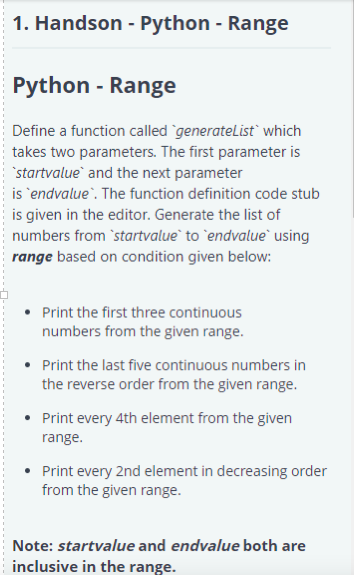 1. Handson - Python - Range
Python - Range
Define a function called `generateList` which
takes two parameters. The first parameter is
`startvalue` and the next parameter
is `endvalue`. The function definition code stub
is given in the editor. Generate the list of
numbers from `startvalue` to `endvalue` using
range based on condition given below:
• Print the first three continuous
numbers from the given range.
• Print the last five continuous numbers in
the reverse order from the given range.
• Print every 4th element from the given
range.
• Print every 2nd element in decreasing order
from the given range.
Note: startvalue and endvalue both are
inclusive in the range.